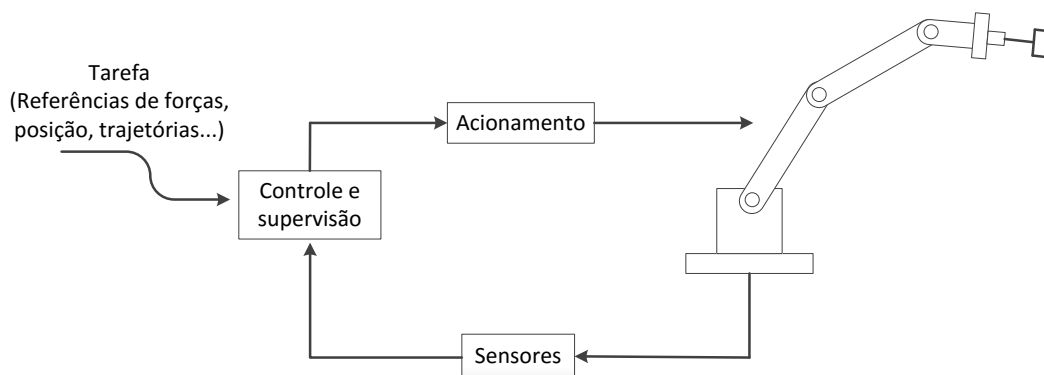 Tarefa
(Referências de forças,
posição, trajetórias...)
Acionamento
Controle e
supervisão
Sensores